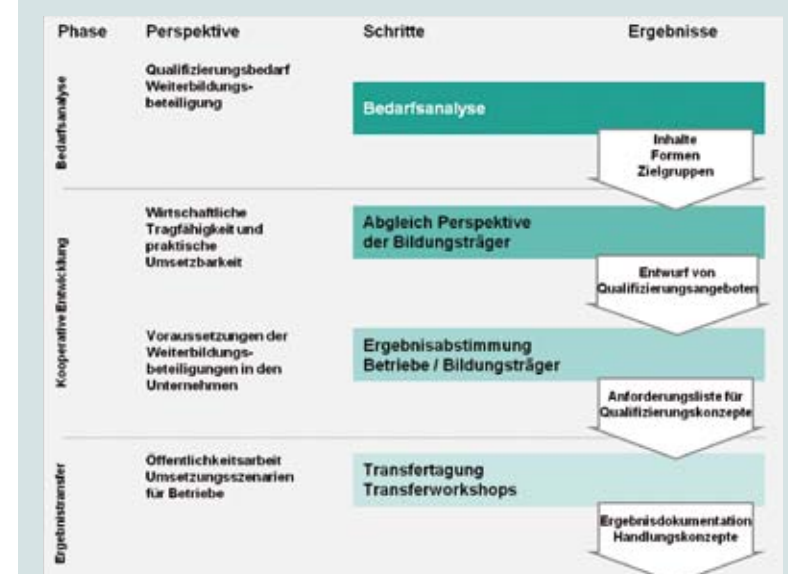 Phase Perspektive Schritte Ergebnisse
Bedarfsanalyse
Qualifizierungsbedarf
Weiterbildungs-
beteiligung
Bedarfsanalyse
Inhalte
Formen
Zielgruppen
Kooperative Entwicklung
Wirtschaftliche
Tragfähigkeit und
praktische
Umsetzbarkeit
Abgleich Perspektive
der Bildungsträger
Entwurf von
Qualifizierungsangeboten
Voraussetzungen der
Weiterbildungs-
beteiligungen in den
Unternehmen
Ergebnisabstimmung
Betriebe / Bildungsträger
Anforderungsliste für
Qualifizierungskonzepte
Ergebnistransfer
Öffentlichkeitsarbeit
Umsetzungsszenarien
für Betriebe
Transfertagung
Transferworkshops
Ergebnisdokumentation
Handlungskonzepte